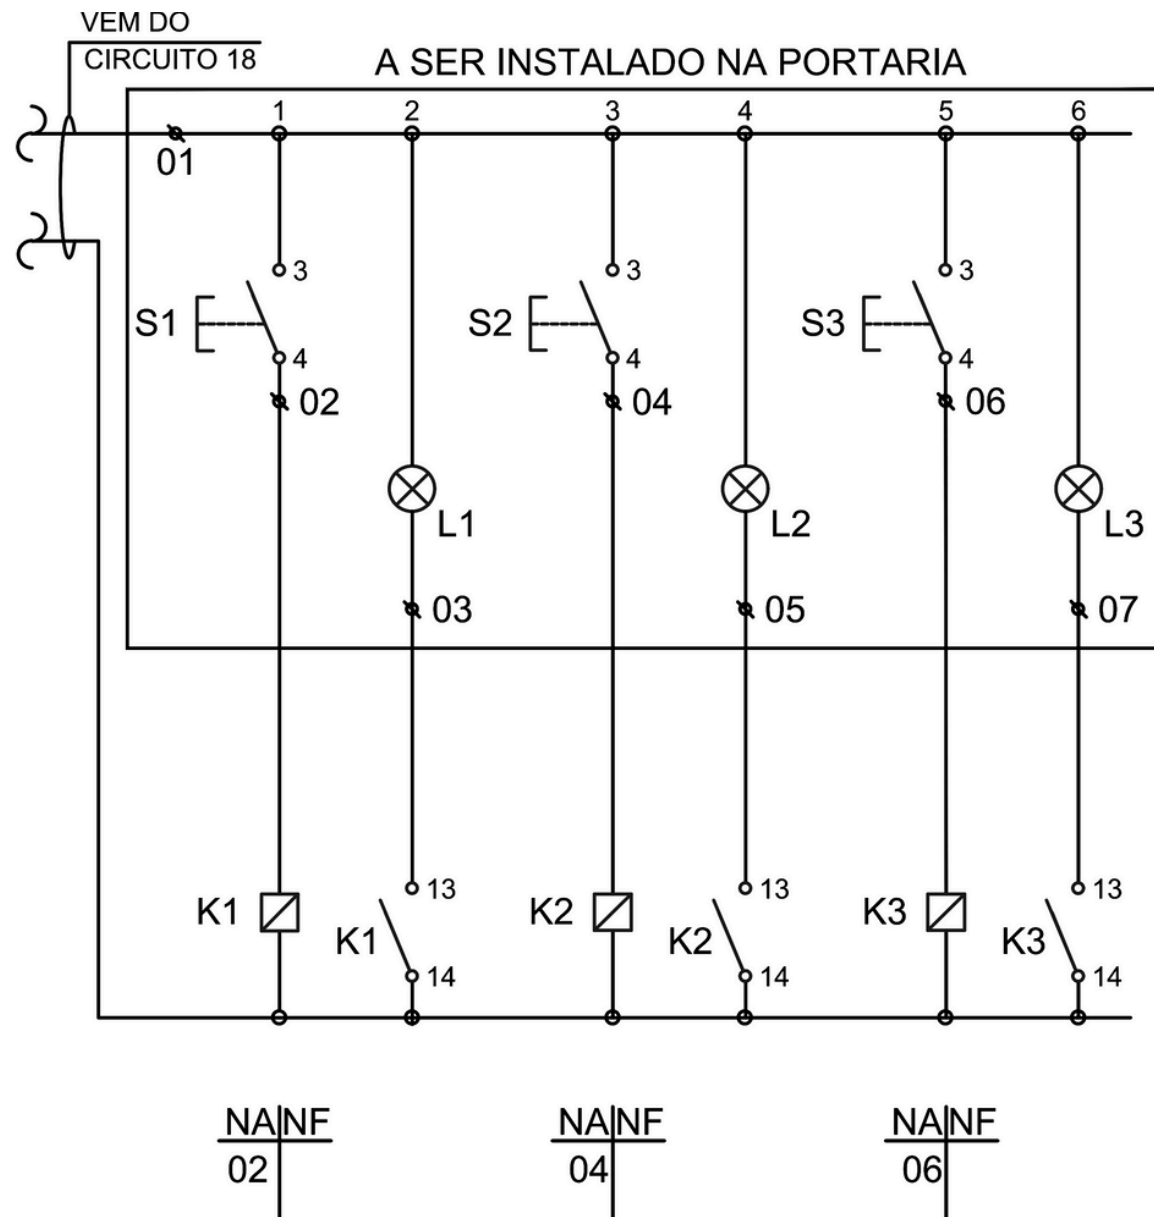 VEM DO
CIRCUITO 18
A SER INSTALADO NA PORTARIA
1 2 3 4 5 6
01
3 3 3
S1 S2 S3
4 4 4
02 04 06
L1 L2 L3
03 05 07
13 13 13
K1 K1 K2 K2 K3 K3
14 14 14
NA NF NA NF NA NF
02 04 06